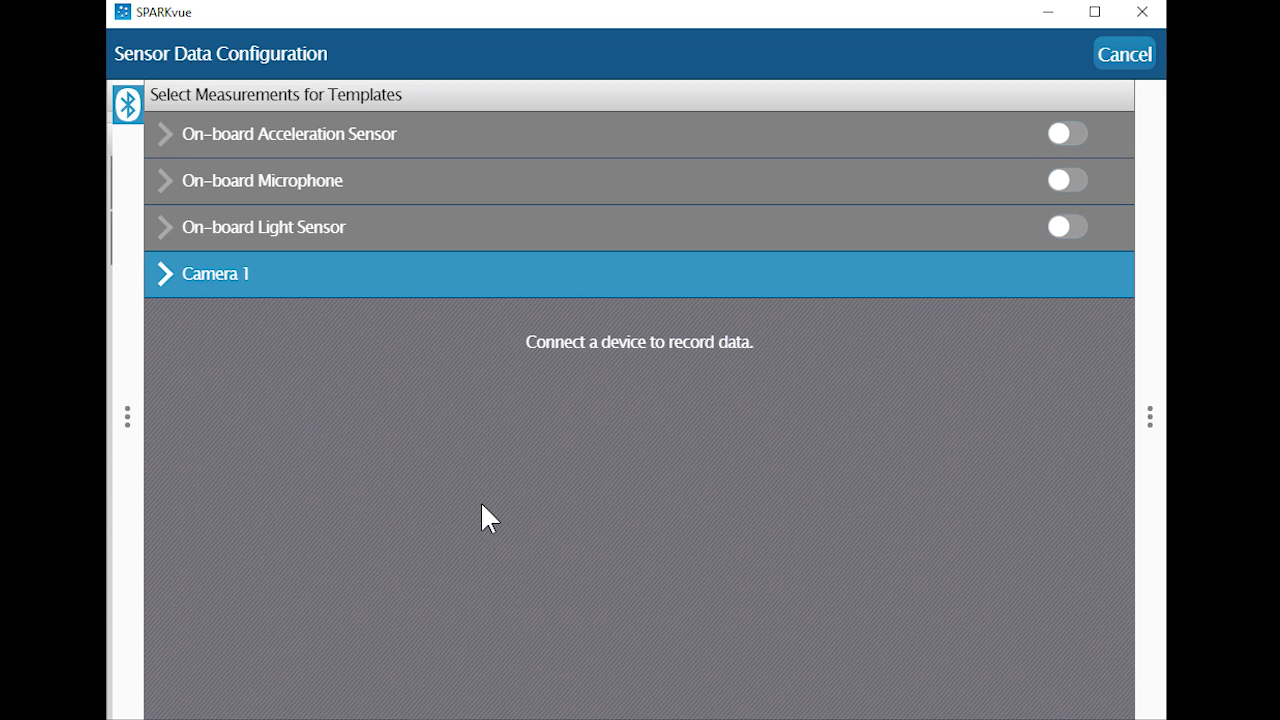 SPARKvue
Sensor Data Configuration
Cancel
Select Measurements for Templates
On-board Acceleration Sensor
On-board Microphone
On-board Light Sensor
Camera 1
Connect a device to record data.